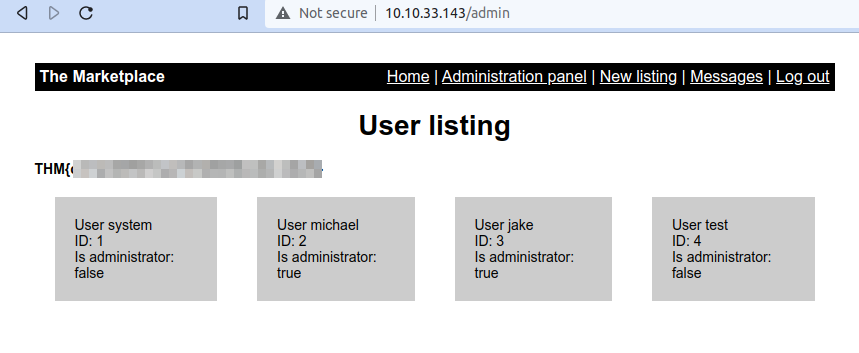 Not secure | 10.10.33.143/admin
The Marketplace
Home | Administration panel | New listing | Messages | Log out
User listing
THM{
User system
ID: 1
Is administrator:
false
User michael
ID: 2
Is administrator:
true
User jake
ID: 3
Is administrator:
true
User test
ID: 4
Is administrator:
false